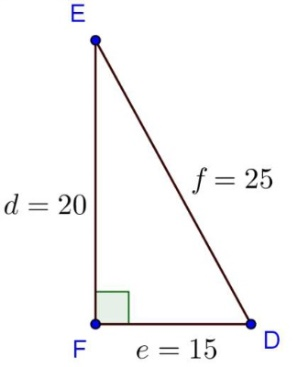 E
d = 20
f = 25
F
e = 15
D